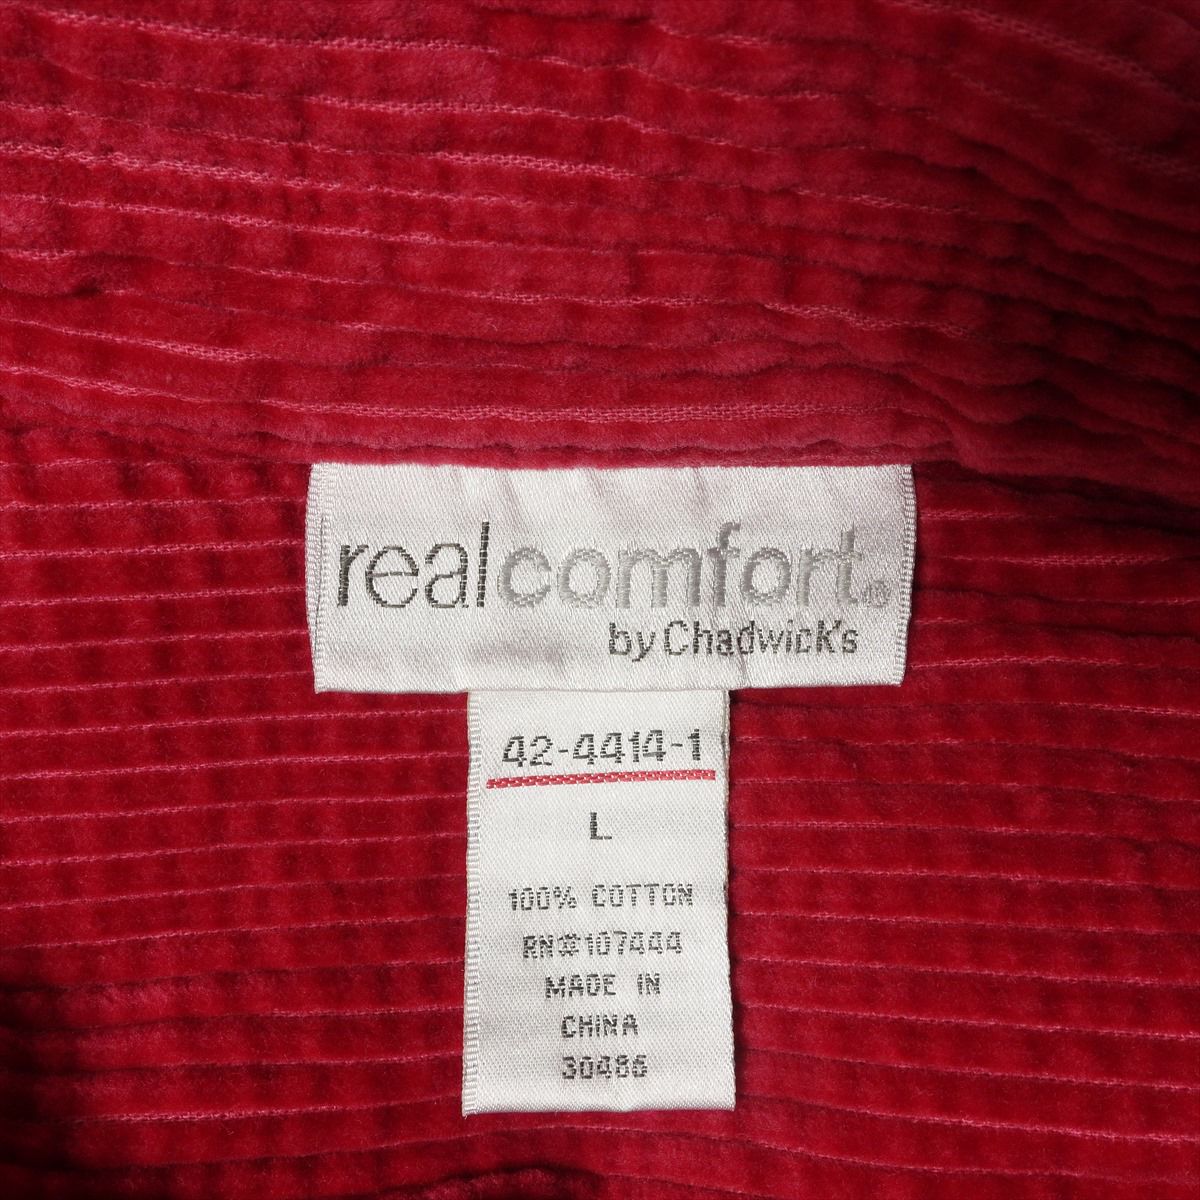 realcomfort®
by Chadwick's
42-4414-1
L
100% COTTON
RN#107444
MADE IN
CHINA
30486